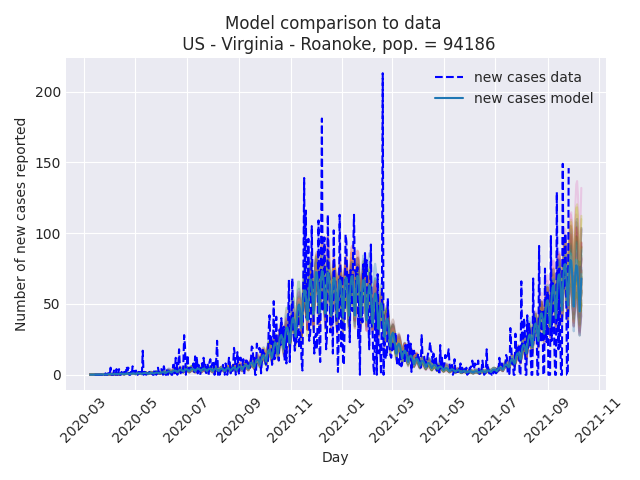 Model comparison to data
US - Virginia - Roanoke, pop. = 94186
new cases data
new cases model
Number of new cases reported
200
150
100
50
0
2020-03
2020-05
2020-07
2020-09
2020-11
2021-01
2021-03
2021-05
2021-07
2021-09
2021-11
Day